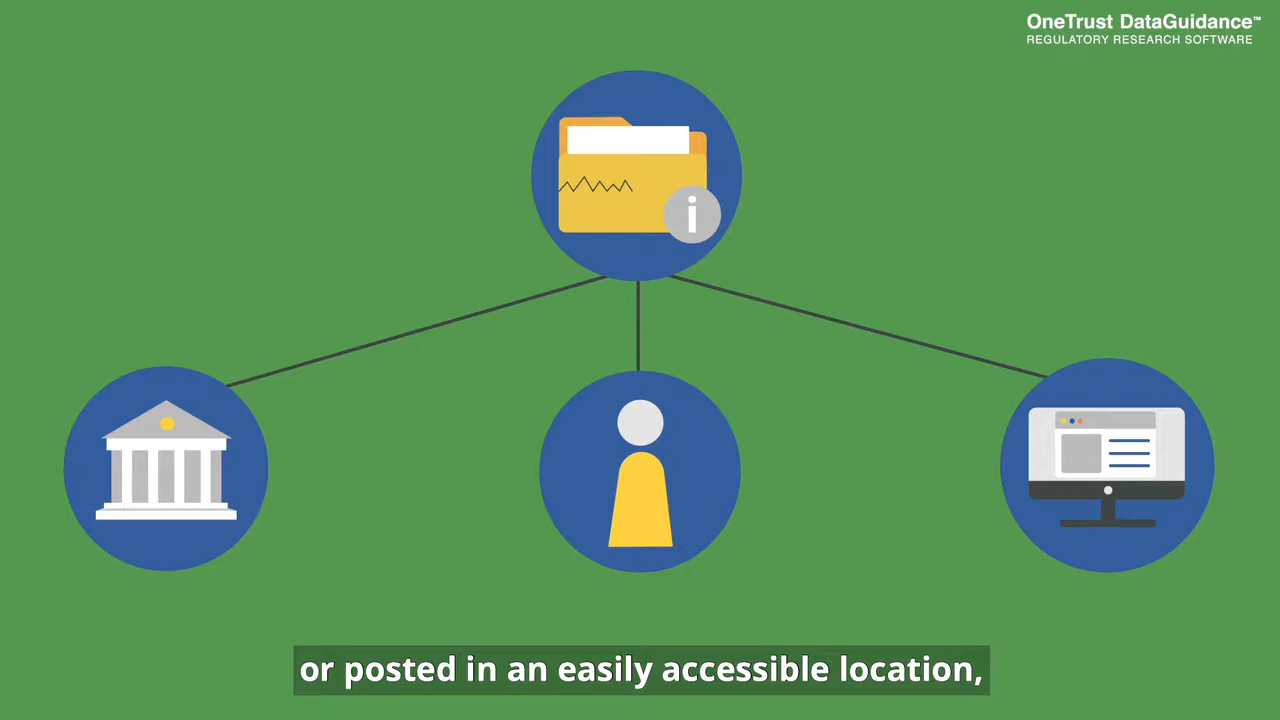 OneTrust DataGuidance™
REGULATORY RESEARCH SOFTWARE
i
or posted in an easily accessible location,